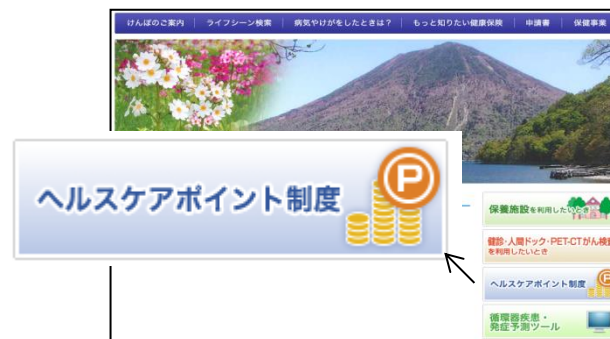 けんぽのご案内 ライフシーン検索 病気やけがをしたときは? もっと知りたい健康保険 申請書 保健事業
ヘルスケアポイント制度
P
保養施設を利用したいとき
健診・人間ドック・PET-CTがん検
を利用したいとき
ヘルスケアポイント制度
P
循環器疾患・
発症予測ツール